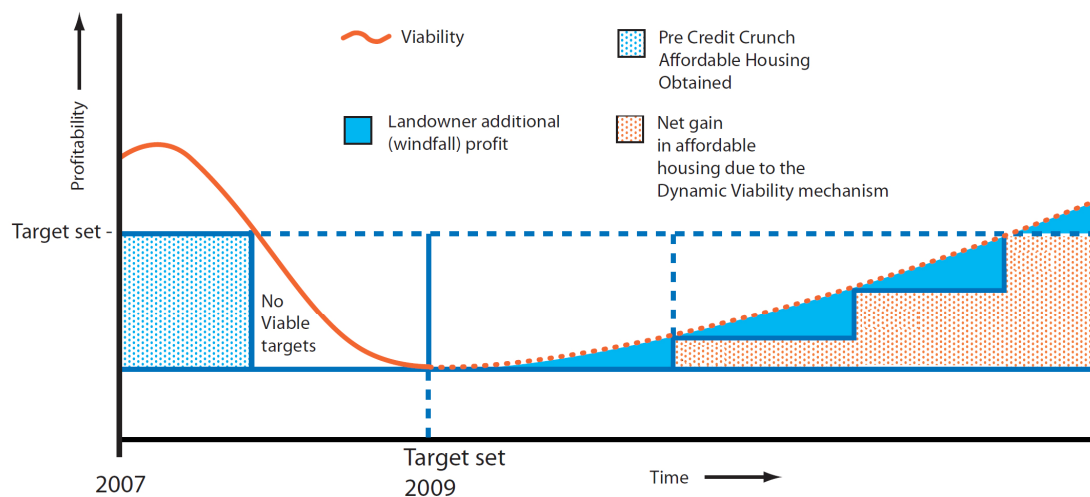 Viability
Pre Credit Crunch
Affordable Housing
Obtained
Landowner additional
(windfall) profit
Net gain
in affordable
housing due to the
Dynamic Viability mechanism
Profitability
Target set -
No
Viable
targets
Target set
2009
2007
Time